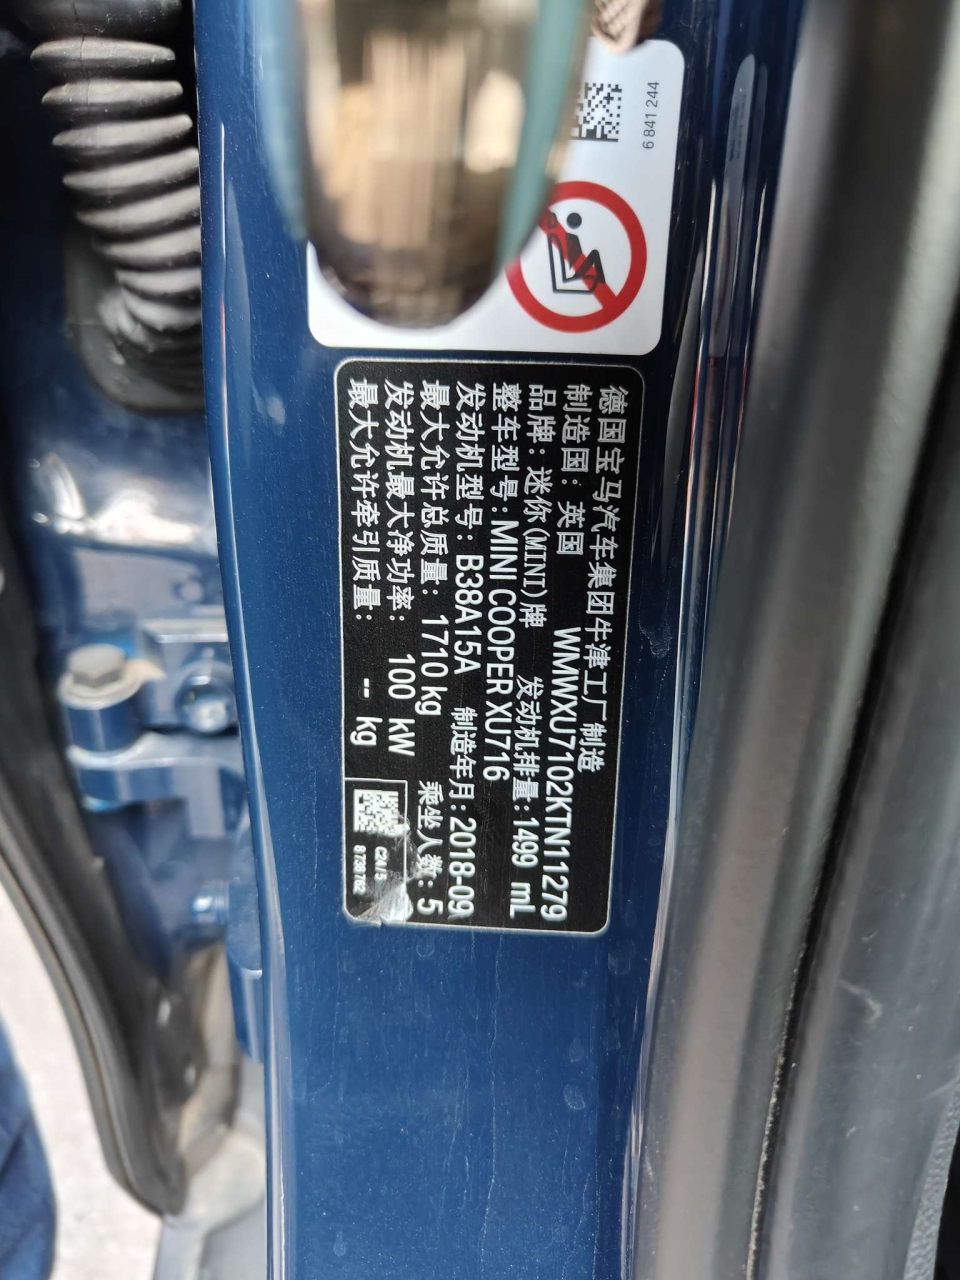 6 841 244
德国宝马汽车集团牛津工厂制造
制造国：英国 WMWXU7102KTN11279
品牌：迷你(MINI)牌 发动机排量：1499 mL
整车型号：MINI COOPER XU716
发动机型号：B38A15A 制造年月：2018-09
最大允许总质量：1710 kg 乘坐人数：5
发动机最大净功率：100 kW
最大允许牵引质量：-- kg
C24/5
8738762